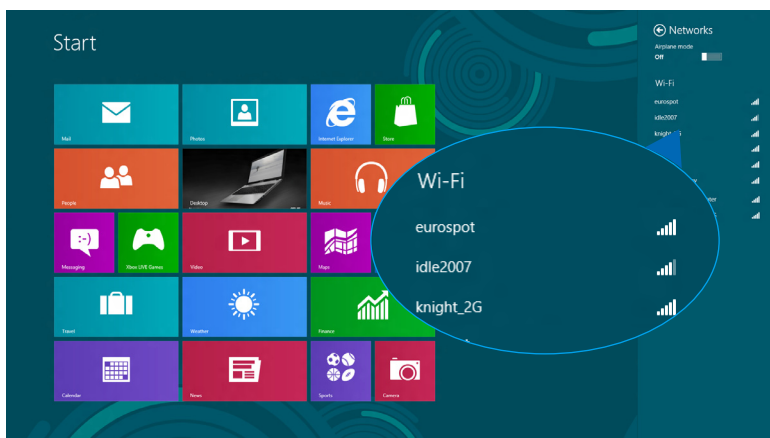 Start
Mail
Photos
Internet Explorer
Store
People
Desktop
Music
Messaging
:-)
Xbox LIVE Games
Video
Maps
Travel
Weather
Finance
Calendar
News
Sports
Camera
Networks
Airplane mode
Off
Wi-Fi
eurospot
idle2007
Wi-Fi
eurospot
idle2007
knight_2G